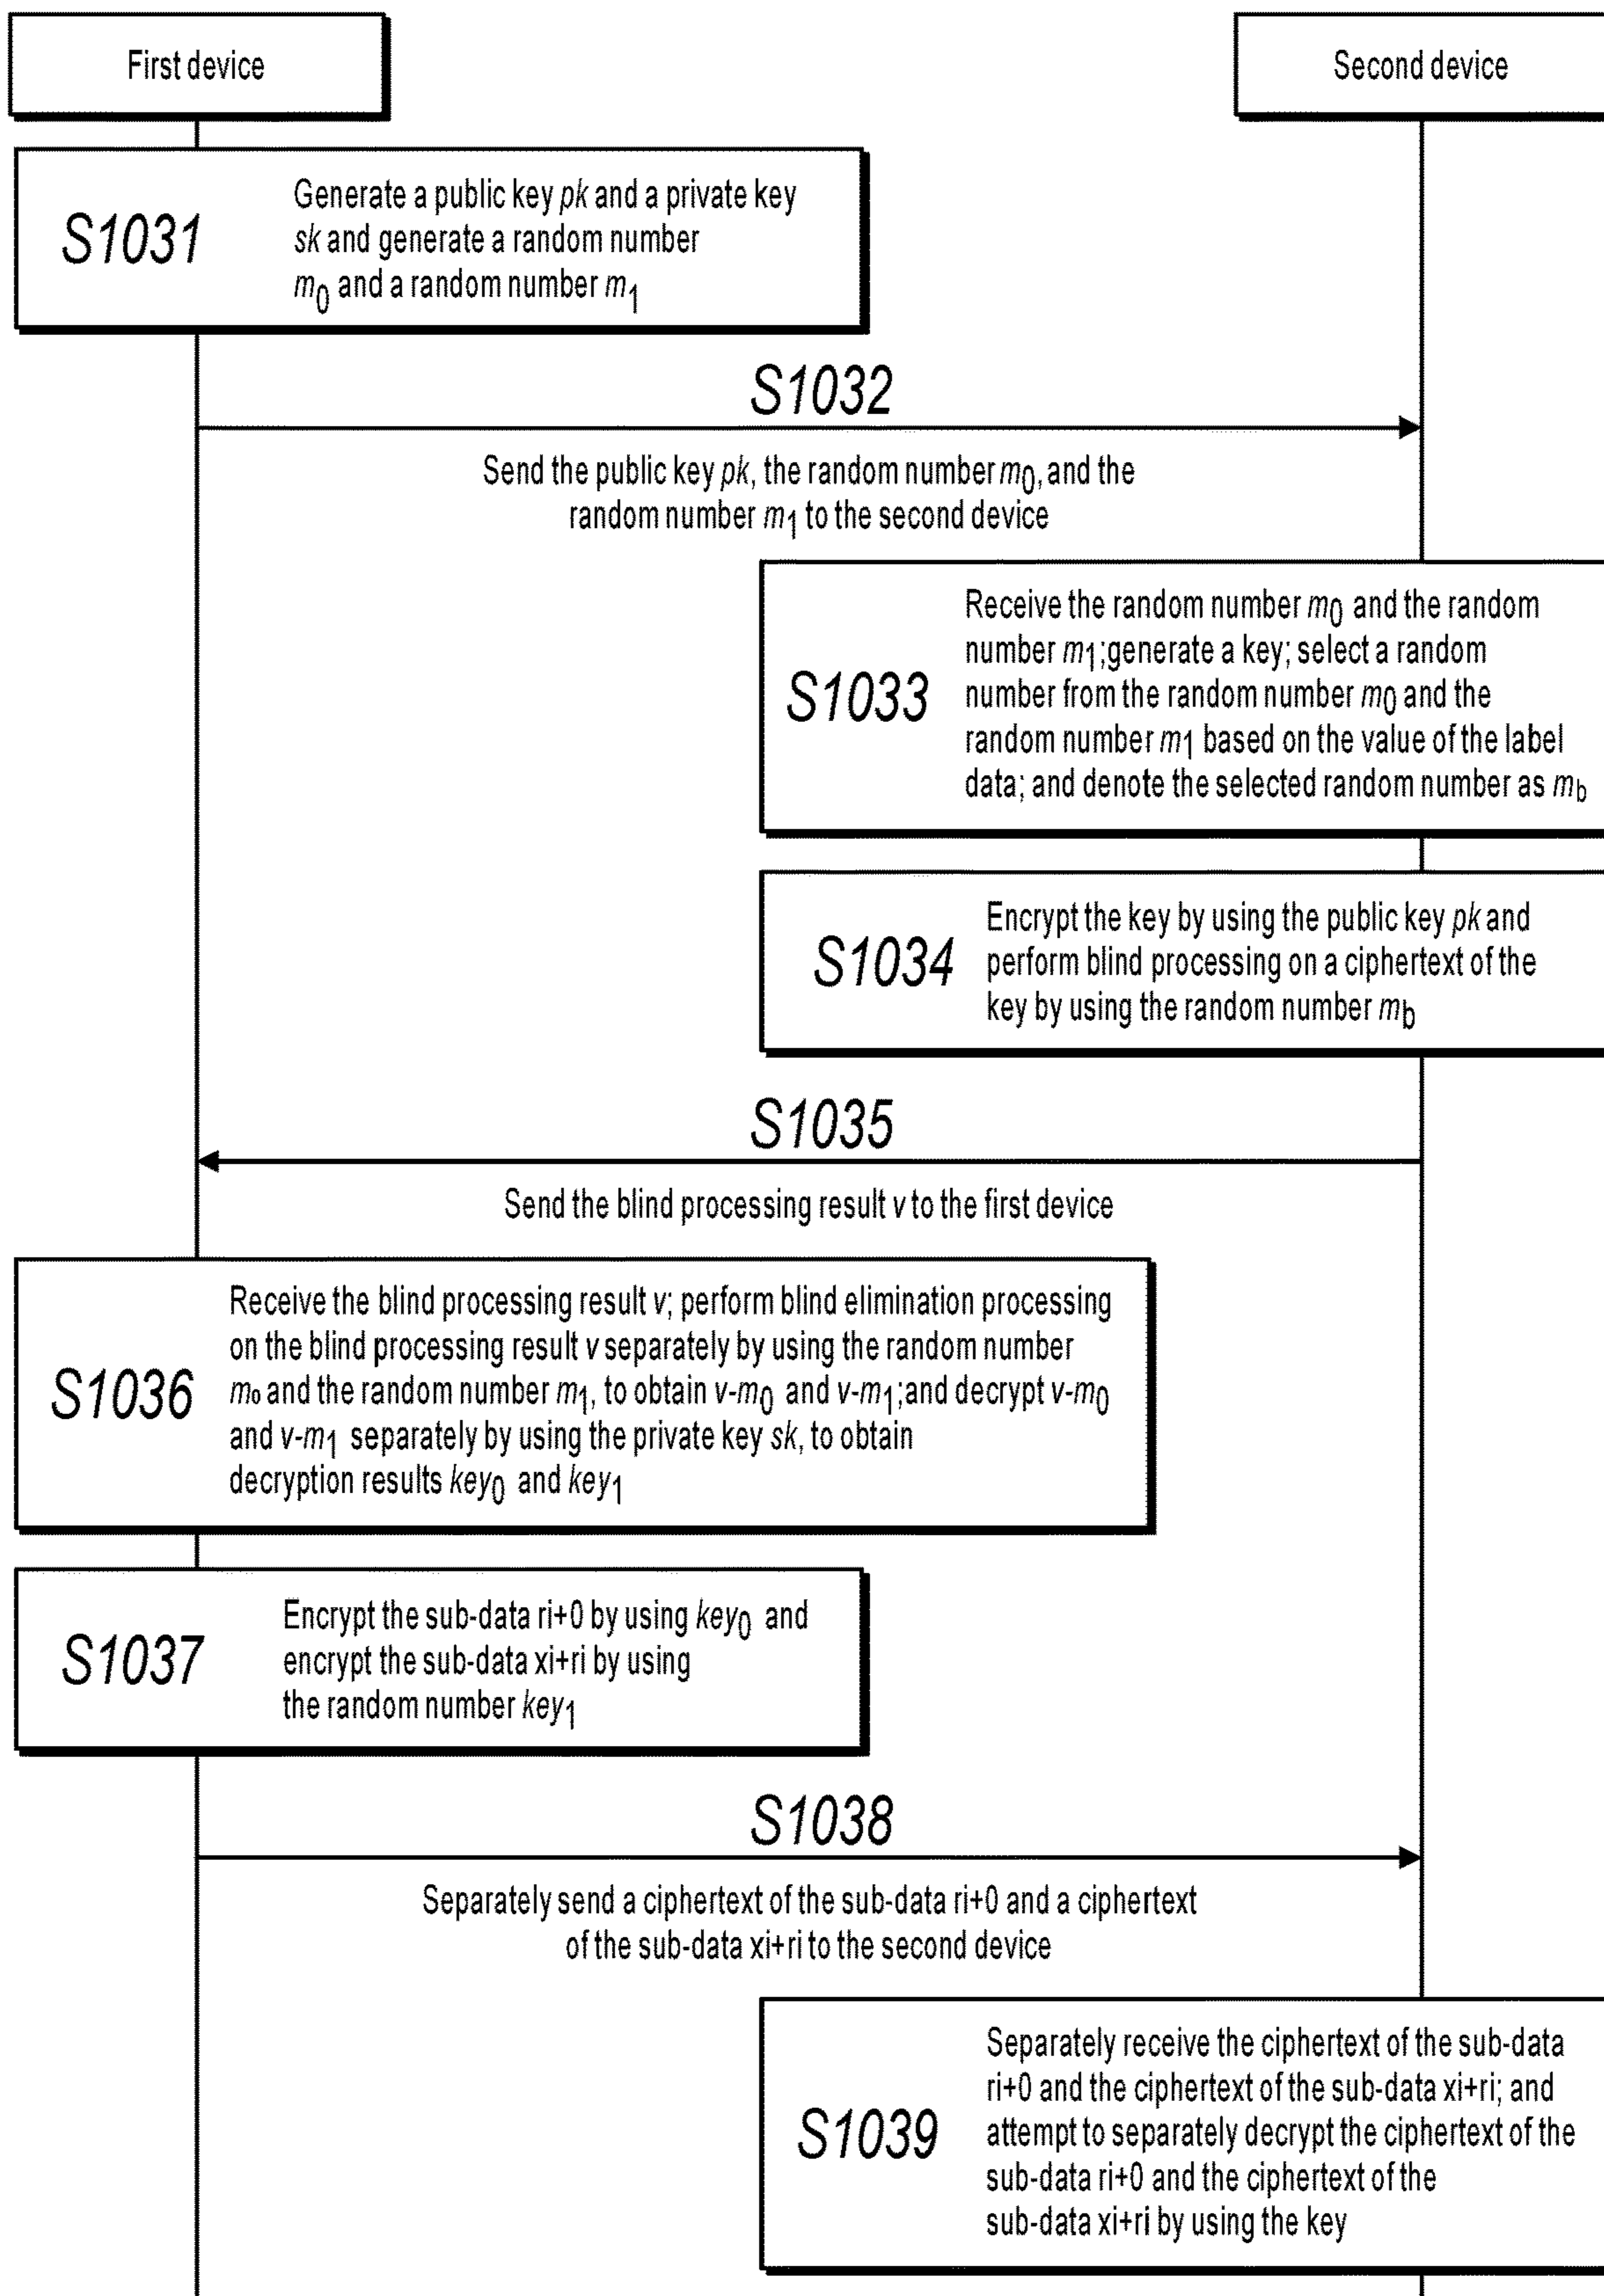 First device
Second device
S1031
Generate a public key pk and a private key
sk and generate a random number
m0 and a random number m1
S1032
Send the public key pk, the random number m0, and the
random number m1 to the second device
S1033
Receive the random number m0 and the random
number m1;generate a key; select a random
number from the random number m0 and the
random number m1 based on the value of the label
data; and denote the selected random number as mb
S1034
Encrypt the key by using the public key pk and
perform blind processing on a ciphertext of the
key by using the random number mb
S1035
Send the blind processing result v to the first device
S1036
Receive the blind processing result v; perform blind elimination processing
on the blind processing result v separately by using the random number
m0 and the random number m1, to obtain v-m0 and v-m1;and decrypt v-m0
and v-m1 separately by using the private key sk, to obtain
decryption results key0 and key1
S1037
Encrypt the sub-data ri+0 by using key0 and
encrypt the sub-data xi+ri by using
the random number key1
S1038
Separately send a ciphertext of the sub-data ri+0 and a ciphertext
of the sub-data xi+ri to the second device
S1039
Separately receive the ciphertext of the sub-data
ri+0 and the ciphertext of the sub-data xi+ri; and
attempt to separately decrypt the ciphertext of the
sub-data ri+0 and the ciphertext of the
sub-data xi+ri by using the key